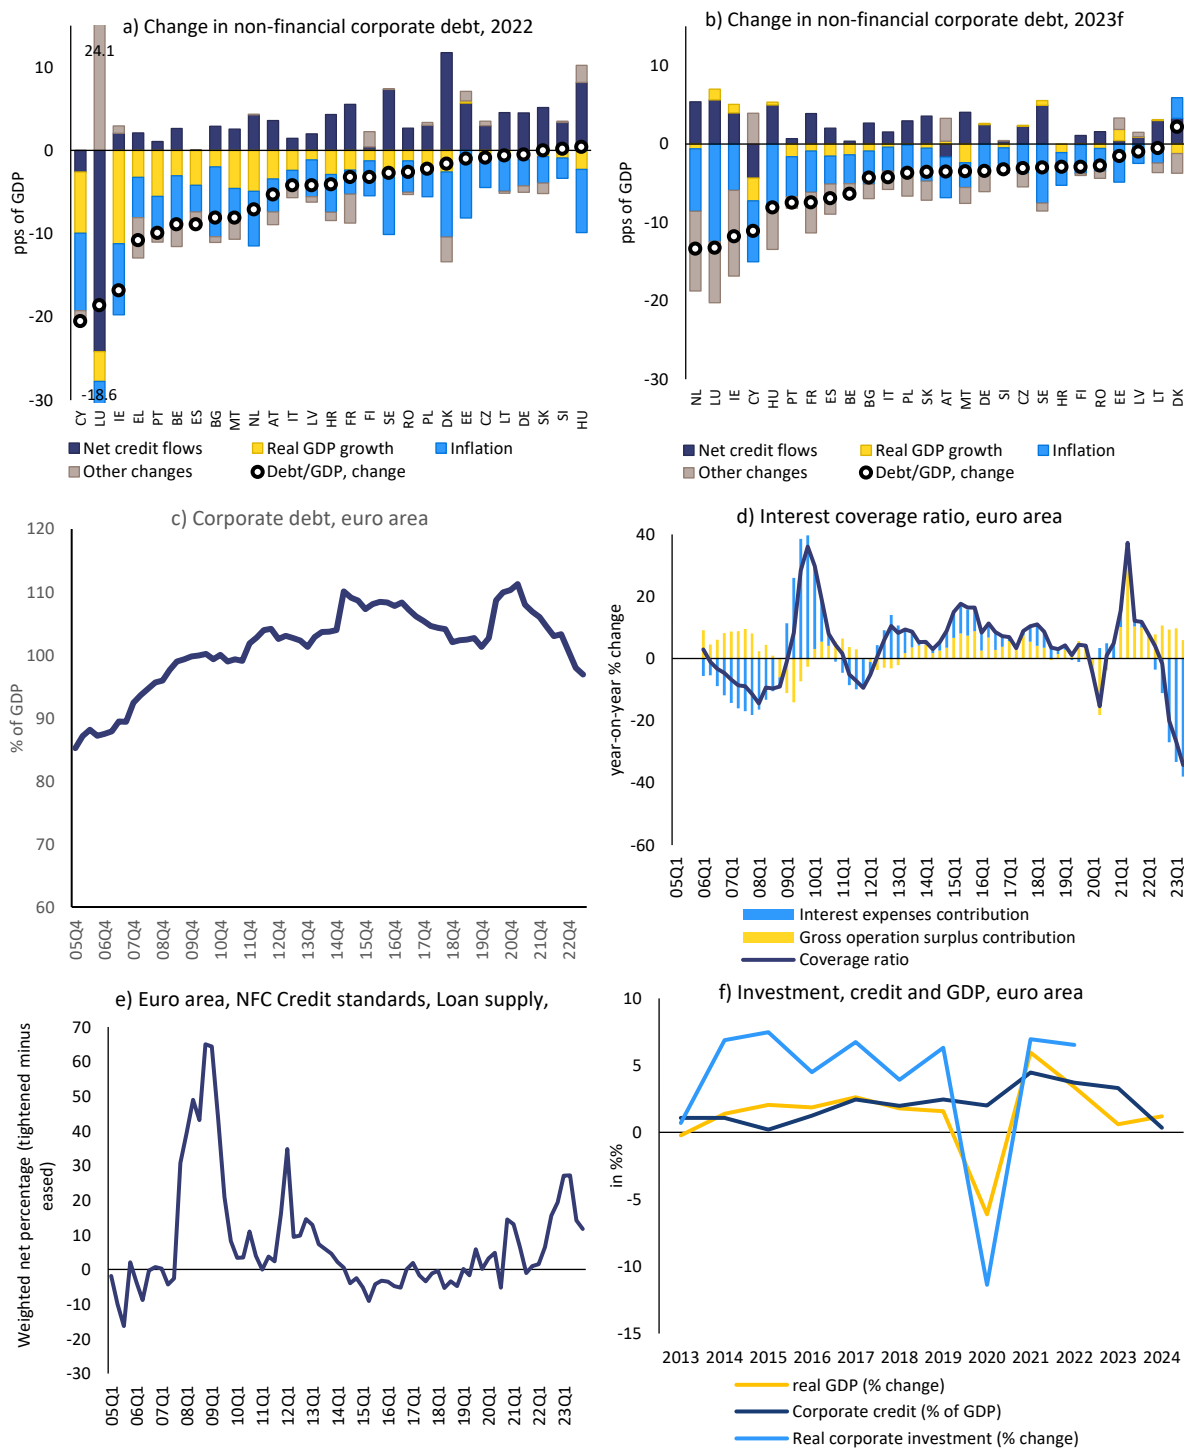 a) Change in non-financial corporate debt, 2022
24.1
10
0
-10
-20
-30
pps of GDP
-18.6
CY LU IE EL PT BE ES BG MT NL AT IT LV HR FR FI SE RO PL DK EE CZ LT DE SK SI HU
Net credit flows Real GDP growth Inflation
Other changes Debt/GDP, change
b) Change in non-financial corporate debt, 2023f
10
0
-10
-20
-30
pps of GDP
NL LU IE CY HU PT FR ES BE BG IT PL SK AT MT DE SI CZ SE HR FI RO EE LV LT DK
Net credit flows Real GDP growth Inflation
Other changes Debt/GDP, change
c) Corporate debt, euro area
120
110
100
90
80
70
60
% of GDP
05Q4 06Q4 07Q4 08Q4 09Q4 10Q4 11Q4 12Q4 13Q4 14Q4 15Q4 16Q4 17Q4 18Q4 19Q4 20Q4 21Q4 22Q4
d) Interest coverage ratio, euro area
40
20
0
-20
-40
-60
year-on-year % change
05Q1 06Q1 07Q1 08Q1 09Q1 10Q1 11Q1 12Q1 13Q1 14Q1 15Q1 16Q1 17Q1 18Q1 19Q1 20Q1 21Q1 22Q1 23Q1
Interest expenses contribution
Gross operation surplus contribution
Coverage ratio
e) Euro area, NFC Credit standards, Loan supply,
70
60
50
40
30
20
10
0
-10
-20
-30
Weighted net percentage (tightened minus
eased)
05Q1 06Q1 07Q1 08Q1 09Q1 10Q1 11Q1 12Q1 13Q1 14Q1 15Q1 16Q1 17Q1 18Q1 19Q1 20Q1 21Q1 22Q1 23Q1
f) Investment, credit and GDP, euro area
10
5
0
-5
-10
-15
in %%
2013 2014 2015 2016 2017 2018 2019 2020 2021 2022 2023 2024
real GDP (% change)
Corporate credit (% of GDP)
Real corporate investment (% change)